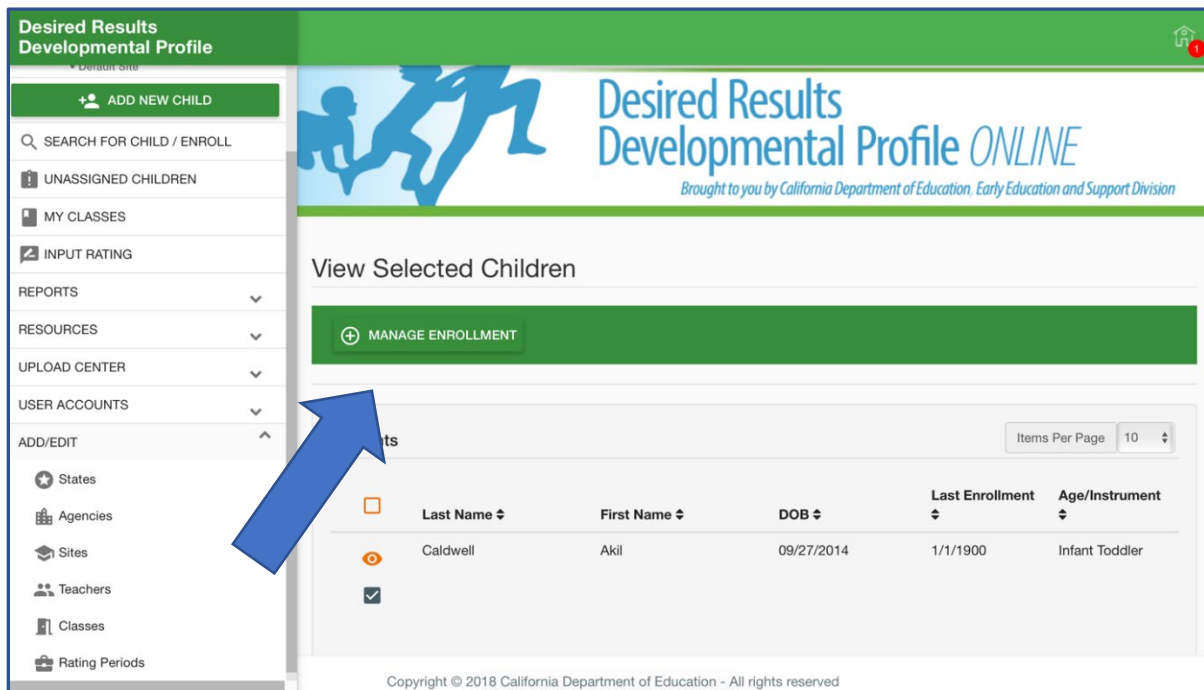 Desired Results
Developmental Profile
1
• Default Site
ADD NEW CHILD
SEARCH FOR CHILD / ENROLL
UNASSIGNED CHILDREN
MY CLASSES
INPUT RATING
REPORTS
RESOURCES
UPLOAD CENTER
USER ACCOUNTS
ADD/EDIT
States
Agencies
Sites
Teachers
Classes
Rating Periods
Desired Results
Developmental Profile ONLINE
Brought to you by California Department of Education, Early Education and Support Division
View Selected Children
MANAGE ENROLLMENT
nts
Items Per Page 10
Last Name First Name DOB Last Enrollment Age/Instrument
Caldwell Akil 09/27/2014 1/1/1900 Infant Toddler
Copyright © 2018 California Department of Education - All rights reserved